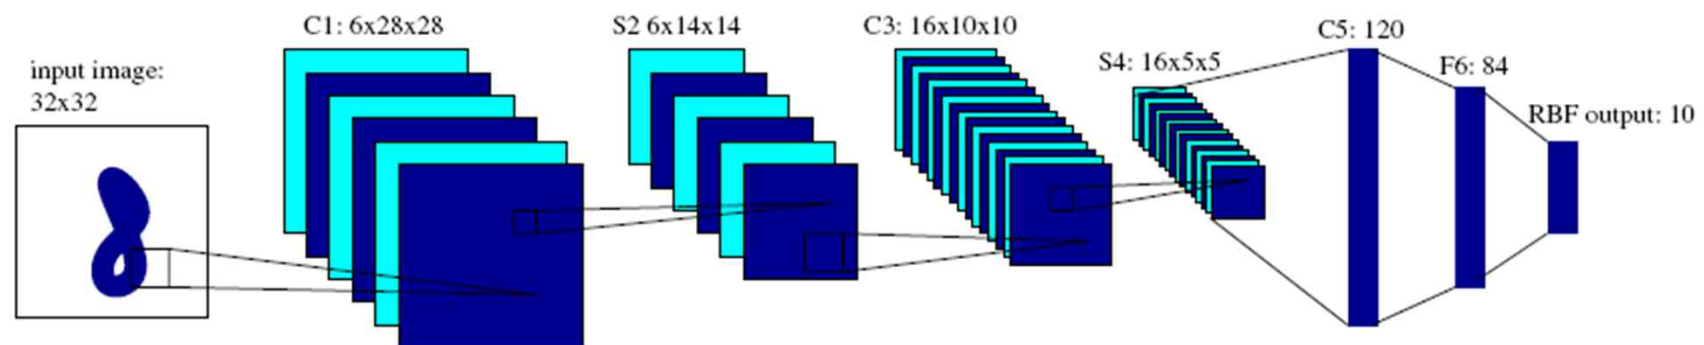 input image:
32x32
C1: 6x28x28
S2 6x14x14
C3: 16x10x10
S4: 16x5x5
C5: 120
F6: 84
RBF output: 10